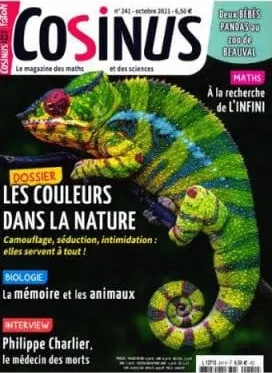 n° 241 - octobre 2021 - 6,50 €
COSINUS
Le magazine des maths et des sciences
Deux BÉBÉS
PANDAS au
zoo de
BEAUVAL
MATHS
À la recherche
de L'INFINI
DOSSIER
LES COULEURS
DANS LA NATURE
Camouflage, séduction, intimidation :
elles servent à tout !
BIOLOGIE
La mémoire et les animaux
INTERVIEW
Philippe Charlier,
le médecin des morts